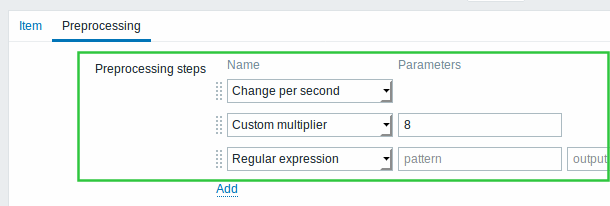 Item Preprocessing
Preprocessing steps Name Parameters
Change per second
Custom multiplier 8
Regular expression pattern output
Add